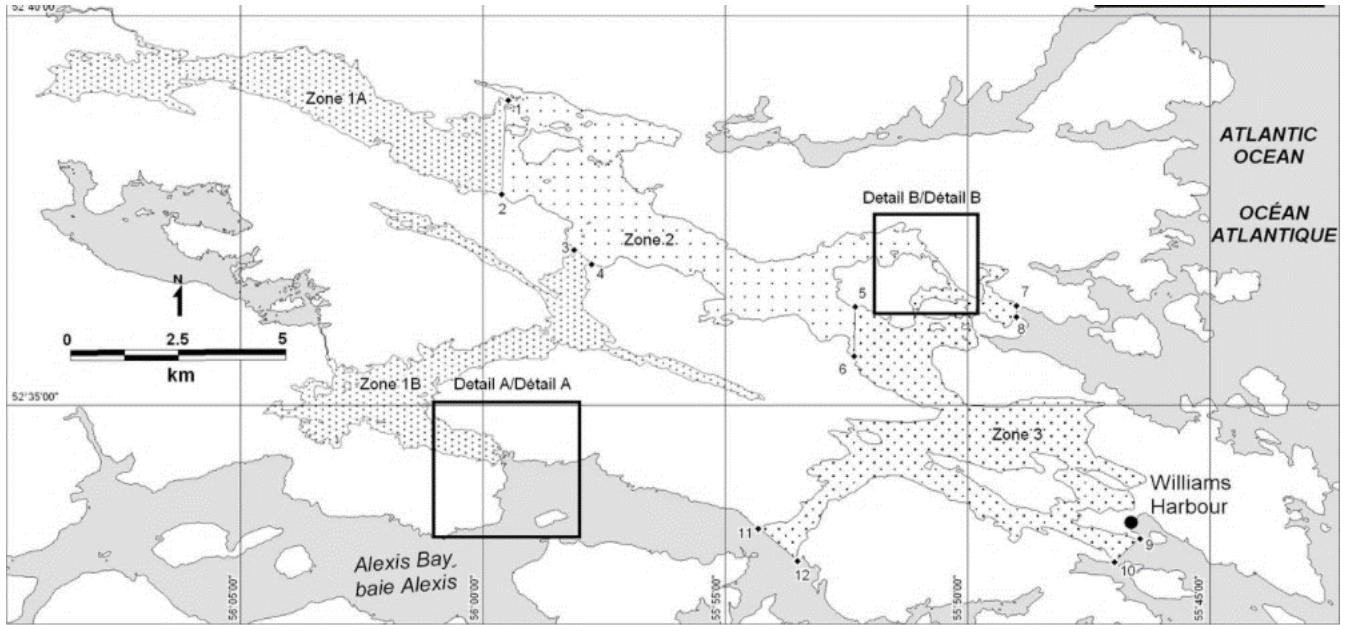 52°40'00"
Zone 1A
1
ATLANTIC
OCEAN
2
Detail B/Détail B
OCÉAN
ATLANTIQUE
3
Zone 2
4
N
5
7
8
0
2.5
5
km
6
Zone 1B
Detail A/Détail A
52°35'00"
Zone 3
Williams
Harbour
11
9
Alexis Bay
baie Alexis
12
10
56°05'00"
56°00'00"
55°55'00"
55°50'00"
55°45'00"